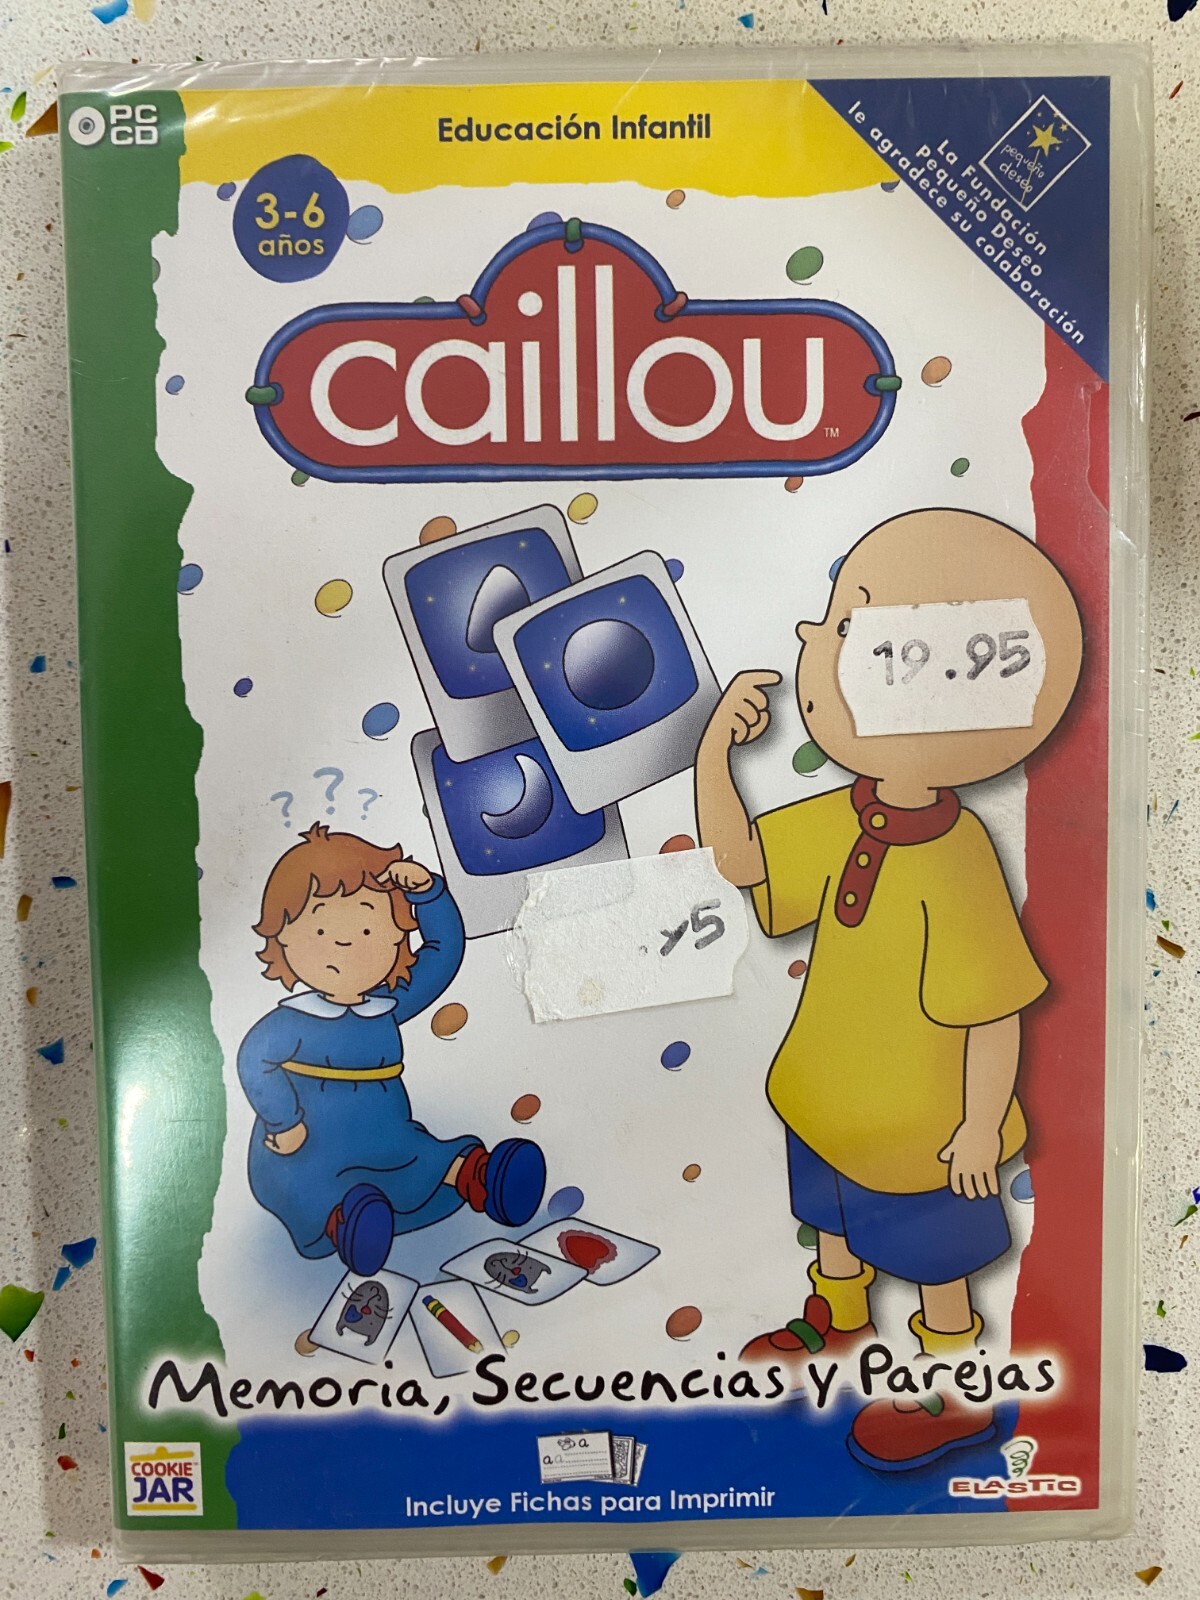 PC
CD
Educación Infantil
3-6
años
pequeño
deseo
La Fundación
Pequeño Deseo
le agradece su colaboración
caillou
TM
19.95
? ? ?
Memoria, Secuencias y Parejas
COOKIE
JAR
a
a
Incluye Fichas para Imprimir
ELASTIC